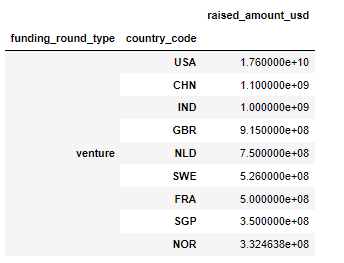 raised_amount_usd
funding_round_type country_code
USA 1.760000e+10
CHN 1.100000e+09
IND 1.000000e+09
GBR 9.150000e+08
venture NLD 7.500000e+08
SWE 5.260000e+08
FRA 5.000000e+08
SGP 3.500000e+08
NOR 3.324638e+08